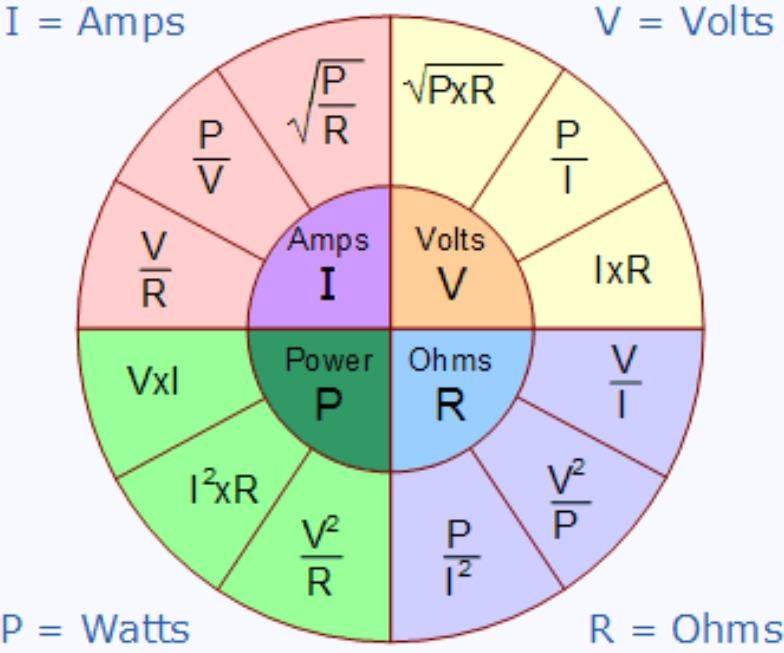 I = Amps
V = Volts
√(P/R)
√PxR
P/V
P/I
V/R
IxR
Amps
I
Volts
V
Power
P
Ohms
R
VxI
V/I
I²xR
V²/P
V²/R
P/I²
P = Watts
R = Ohms